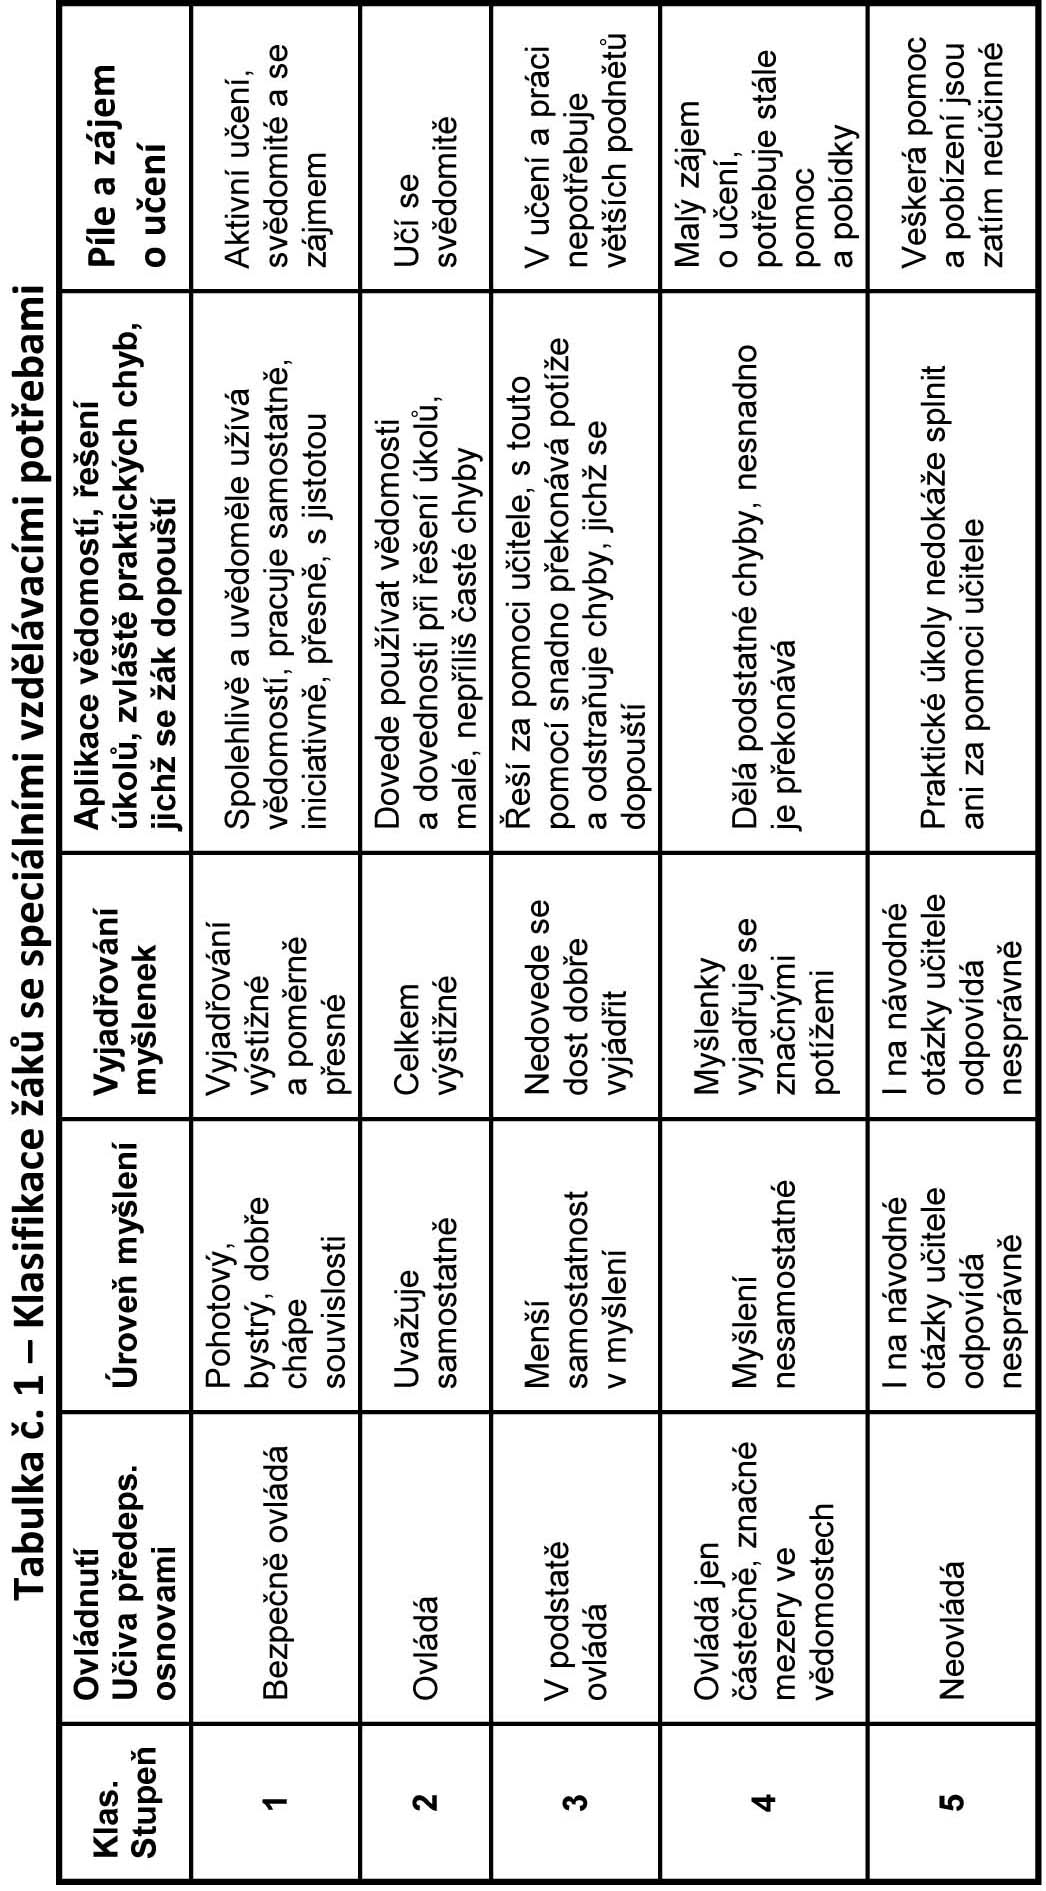 Tabulka č. 1 – Klasifikace žáků se speciálními vzdělávacími potřebami
Klas.
Stupeň
Ovládnutí
Učiva předeps.
osnovami
Úroveň myšlení
Vyjadřování
myšlenek
Aplikace vědomostí, řešení
úkolů, zvláště praktických chyb,
jichž se žák dopouští
Píle a zájem
o učení
1
Bezpečně ovládá
Pohotový,
bystrý, dobře
chápe
souvislosti
Vyjadřování
výstižné
a poměrně
přesné
Spolehlivě a uvědoměle užívá
vědomostí, pracuje samostatně,
iniciativně, přesně, s jistotou
Aktivní učení,
svědomité a se
zájmem
2
Ovládá
Uvažuje
samostatně
Celkem
výstižné
Dovede používat vědomosti
a dovednosti při řešení úkolů,
malé, nepříliš časté chyby
Učí se
svědomitě
3
V podstatě
ovládá
Menší
samostatnost
v myšlení
Nedovede se
dost dobře
vyjádřit
Řeší za pomoci učitele, s touto
pomocí snadno překonává potíže
a odstraňuje chyby, jichž se
dopouští
V učení a práci
nepotřebuje
větších podnětů
4
Ovládá jen
částečně, značné
mezery ve
vědomostech
Myšlení
nesamostatné
Myšlenky
vyjadřuje se
značnými
potížemi
Dělá podstatné chyby, nesnadno
je překonává
Malý zájem
o učení,
potřebuje stále
pomoc
a pobídky
5
Neovládá
I na návodné
otázky učitele
odpovídá
nesprávně
I na návodné
otázky učitele
odpovídá
nesprávně
Praktické úkoly nedokáže splnit
ani za pomoci učitele
Veškerá pomoc
a pobízení jsou
zatím neúčinné